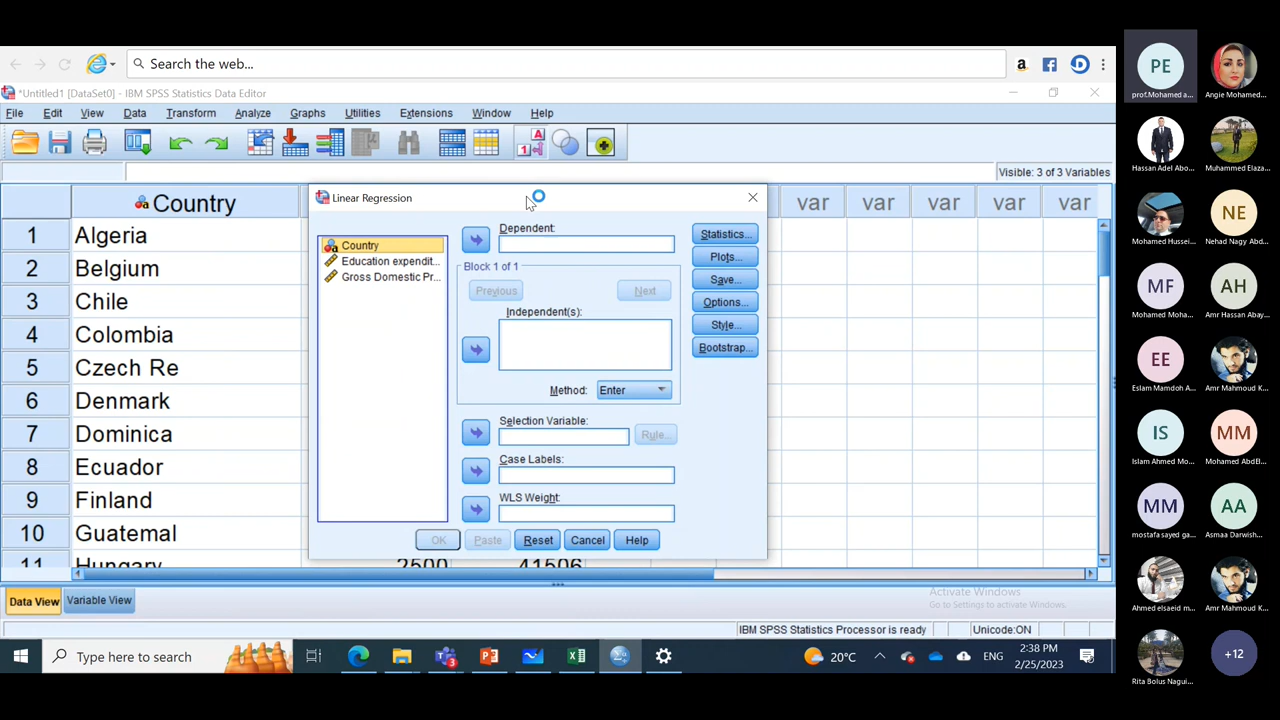 Search the web...
*Untitled1 [DataSet0] - IBM SPSS Statistics Data Editor
File Edit View Data Transform Analyze Graphs Utilities Extensions Window Help
Visible: 3 of 3 Variables
Country var var var var var
1 Algeria
2 Belgium
3 Chile
4 Colombia
5 Czech Re
6 Denmark
7 Dominica
8 Ecuador
9 Finland
10 Guatemal
11 Hungary 2500 41506
Linear Regression
Country
Education expendit...
Gross Domestic Pr...
Dependent:
Block 1 of 1
Previous Next
Independent(s):
Method: Enter
Selection Variable:
Rule...
Case Labels:
WLS Weight:
Statistics...
Plots...
Save...
Options...
Style...
Bootstrap...
OK Paste Reset Cancel Help
Data View Variable View
Activate Windows
Go to Settings to activate Windows.
IBM SPSS Statistics Processor is ready Unicode:ON
Type here to search
3
20°C
ENG
2:38 PM
2/25/2023
PE
prof.Mohamed a...
Angie Mohamed...
Hassan Adel Abo...
Muhammed Elaza...
Mohamed Hussei...
NE
Nehad Nagy Abd...
MF
Mohamed Moha...
AH
Amr Hassan Abay...
EE
Eslam Mamdoh A...
Amr Mahmoud K...
IS
Islam Ahmed Mo...
MM
Mohamed AbdEl...
MM
mostafa sayed ga...
AA
Asmaa Darwish...
Ahmed elsaeid m...
Amr Mahmoud K...
Rita Bolus Nagui...
+12